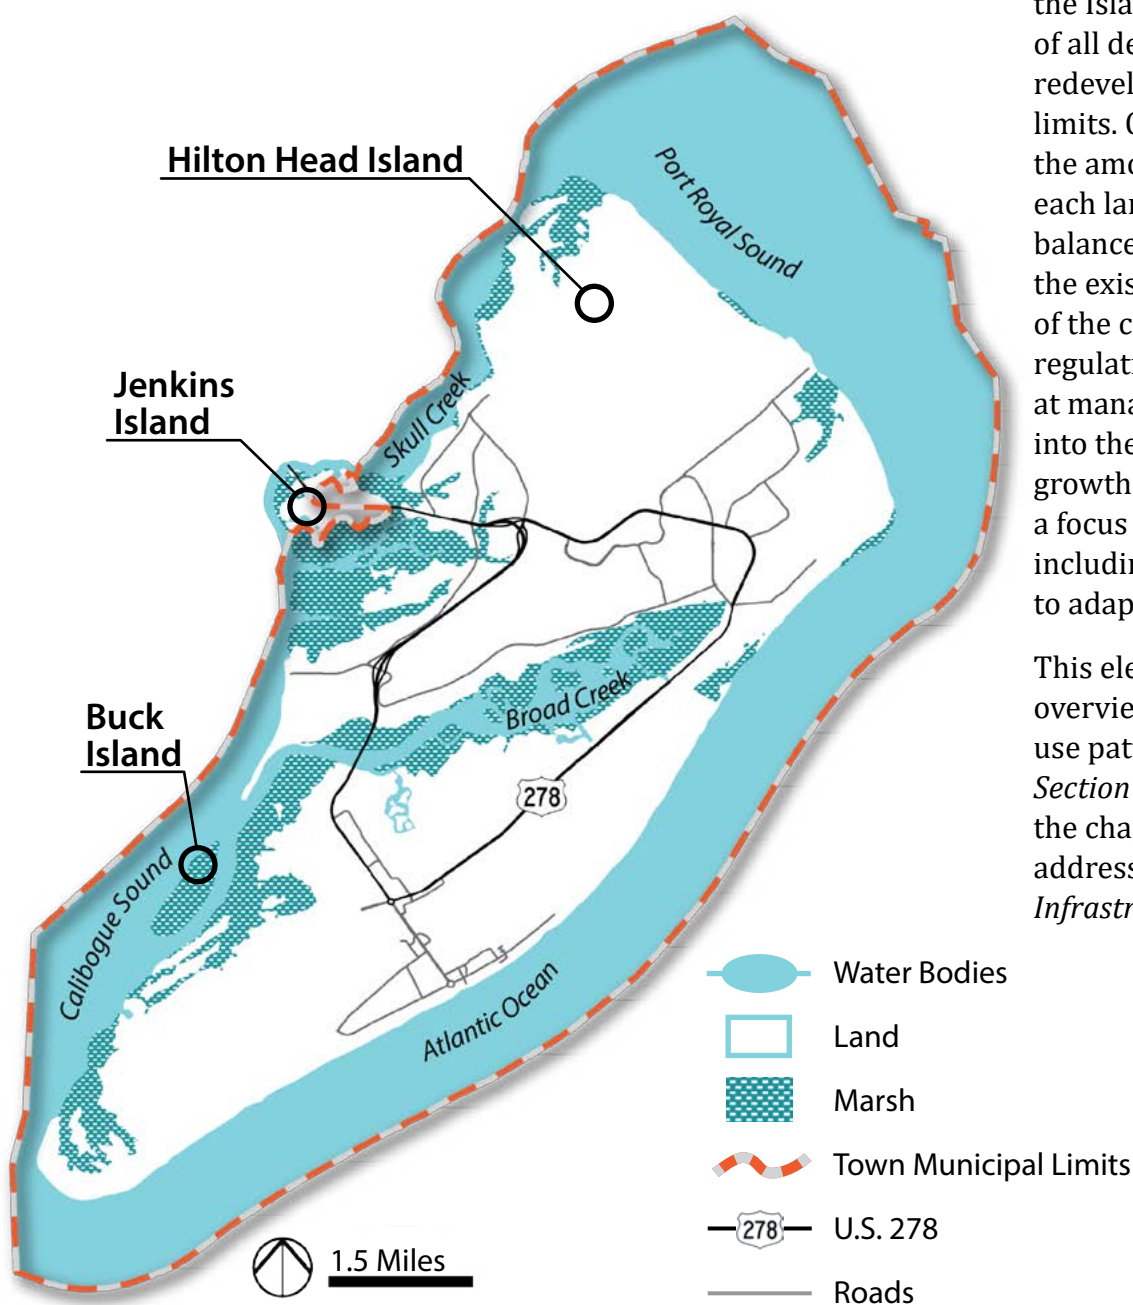 Hilton Head Island
Port Royal Sound
Jenkins
Island
Skull Creek
Buck
Island
Broad Creek
278
Calibogue Sound
Atlantic Ocean
1.5 Miles
Water Bodies
Land
Marsh
Town Municipal Limits
278
U.S. 278
Roads
the Isla
of all de
redevel
limits. C
the amo
each lar
balance
the exis
of the c
regulati
at mana
into the
growth
a focus
includin
to adap
This ele
overvie
use pat
Section
the cha
address
Infrastr